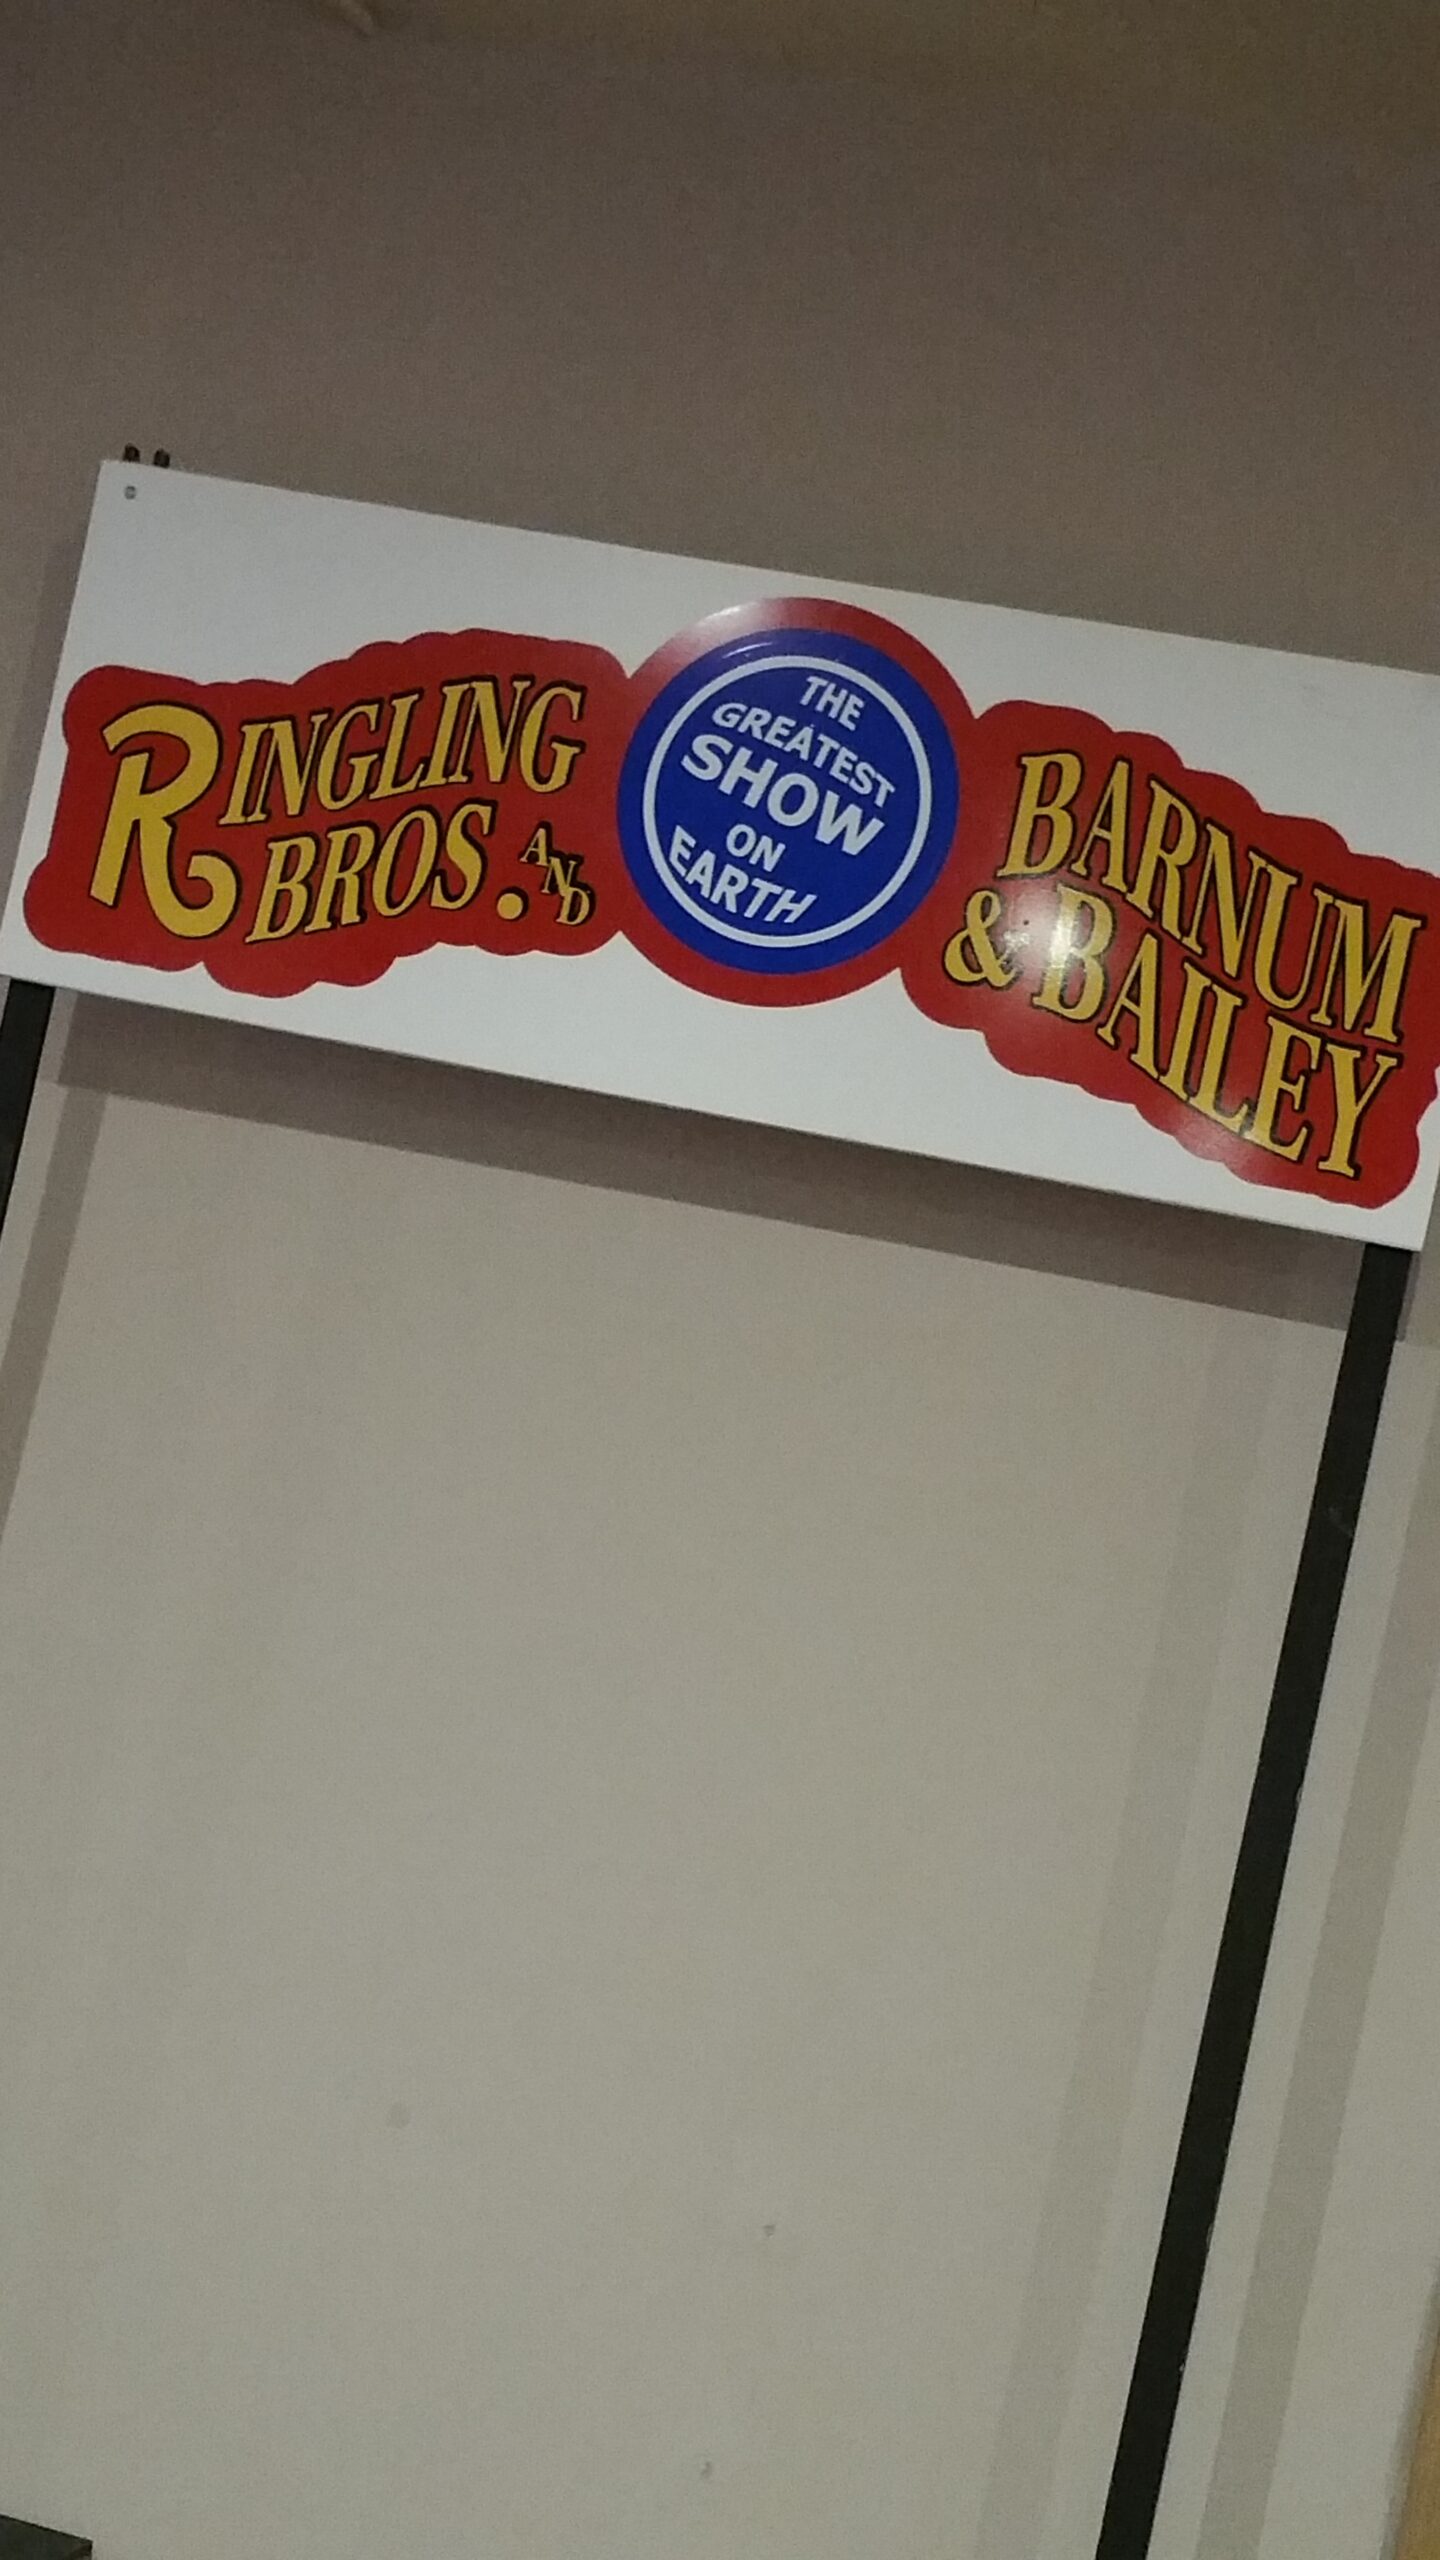 RINGLING
BROS. AND
THE
GREATEST
SHOW
ON
EARTH
BARNUM
& BAILEY